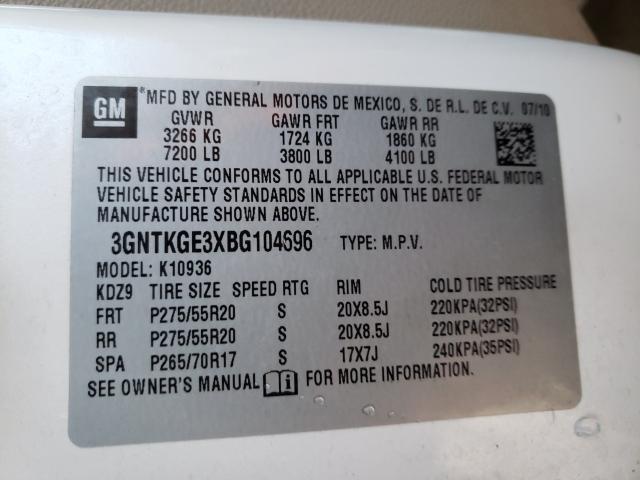 GM *MFD BY GENERAL MOTORS DE MEXICO, S. DE R.L. DE C.V. 07/10
GVWR GAWR FRT GAWR RR
3266 KG 1724 KG 1860 KG
7200 LB 3800 LB 4100 LB
THIS VEHICLE CONFORMS TO ALL APPLICABLE U.S. FEDERAL MOTOR
VEHICLE SAFETY STANDARDS IN EFFECT ON THE DATE OF
MANUFACTURE SHOWN ABOVE.
3GNTKGE3XBG104696 TYPE: M.P.V.
MODEL: K10936
KDZ9 TIRE SIZE SPEED RTG RIM COLD TIRE PRESSURE
FRT P275/55R20 S 20X8.5J 220KPA(32PSI)
RR P275/55R20 S 20X8.5J 220KPA(32PSI)
SPA P265/70R17 S 17X7J 240KPA(35PSI)
SEE OWNER'S MANUAL FOR MORE INFORMATION.